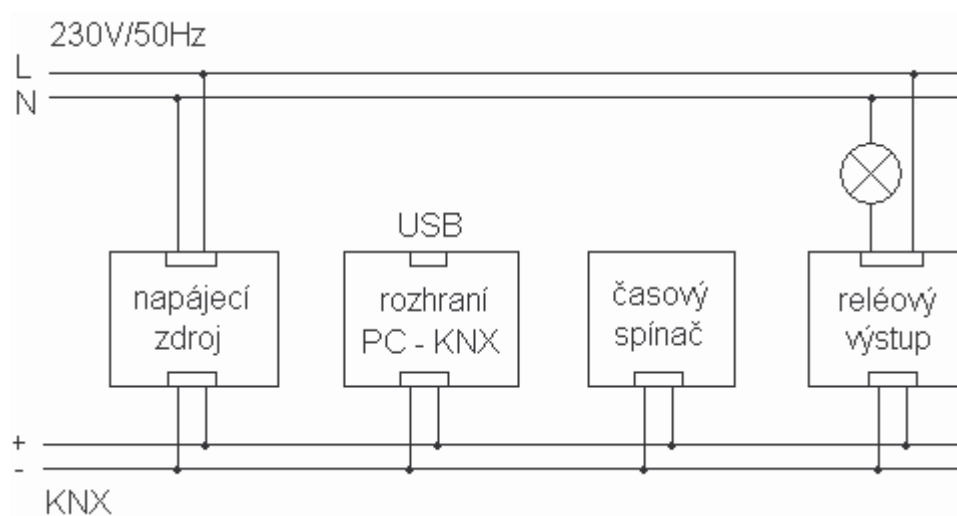 230V/50Hz
L
N
USB
napájecí
zdroj
rozhraní
PC - KNX
časový
spínač
reléový
výstup
+
-
KNX